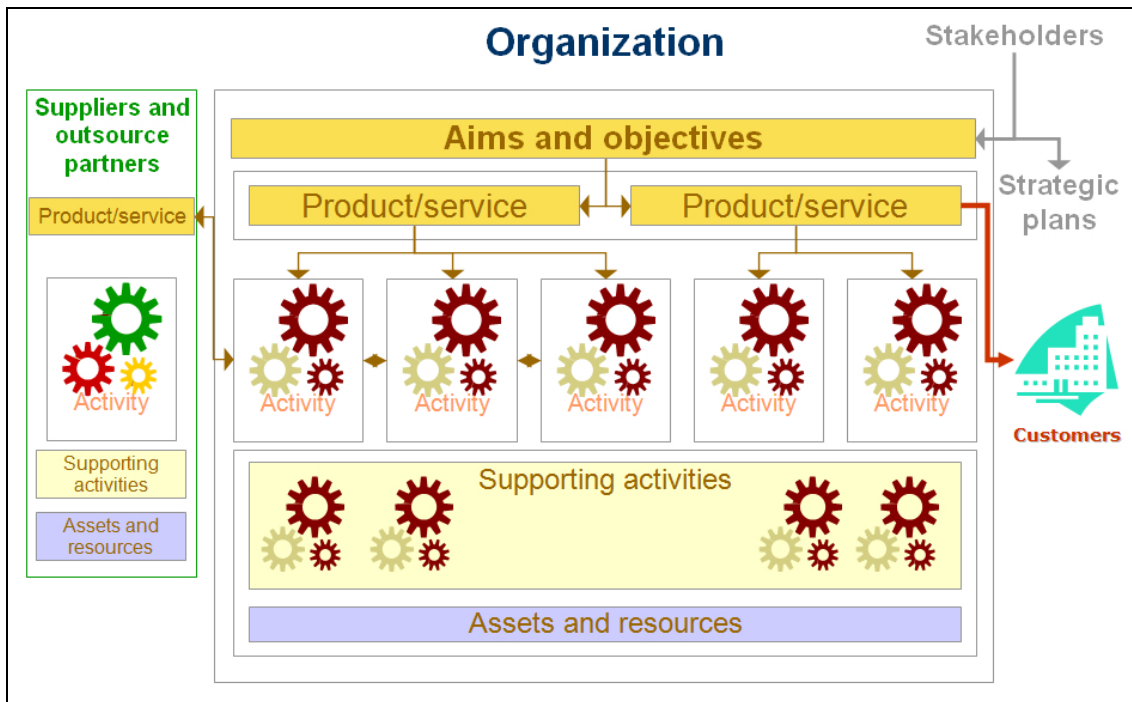 Organization
Stakeholders
Suppliers and
outsource
partners
Aims and objectives
Strategic
plans
Product/service
Product/service
Product/service
Activity
Activity
Activity
Activity
Activity
Activity
Customers
Supporting
activities
Supporting activities
Assets and
resources
Assets and resources